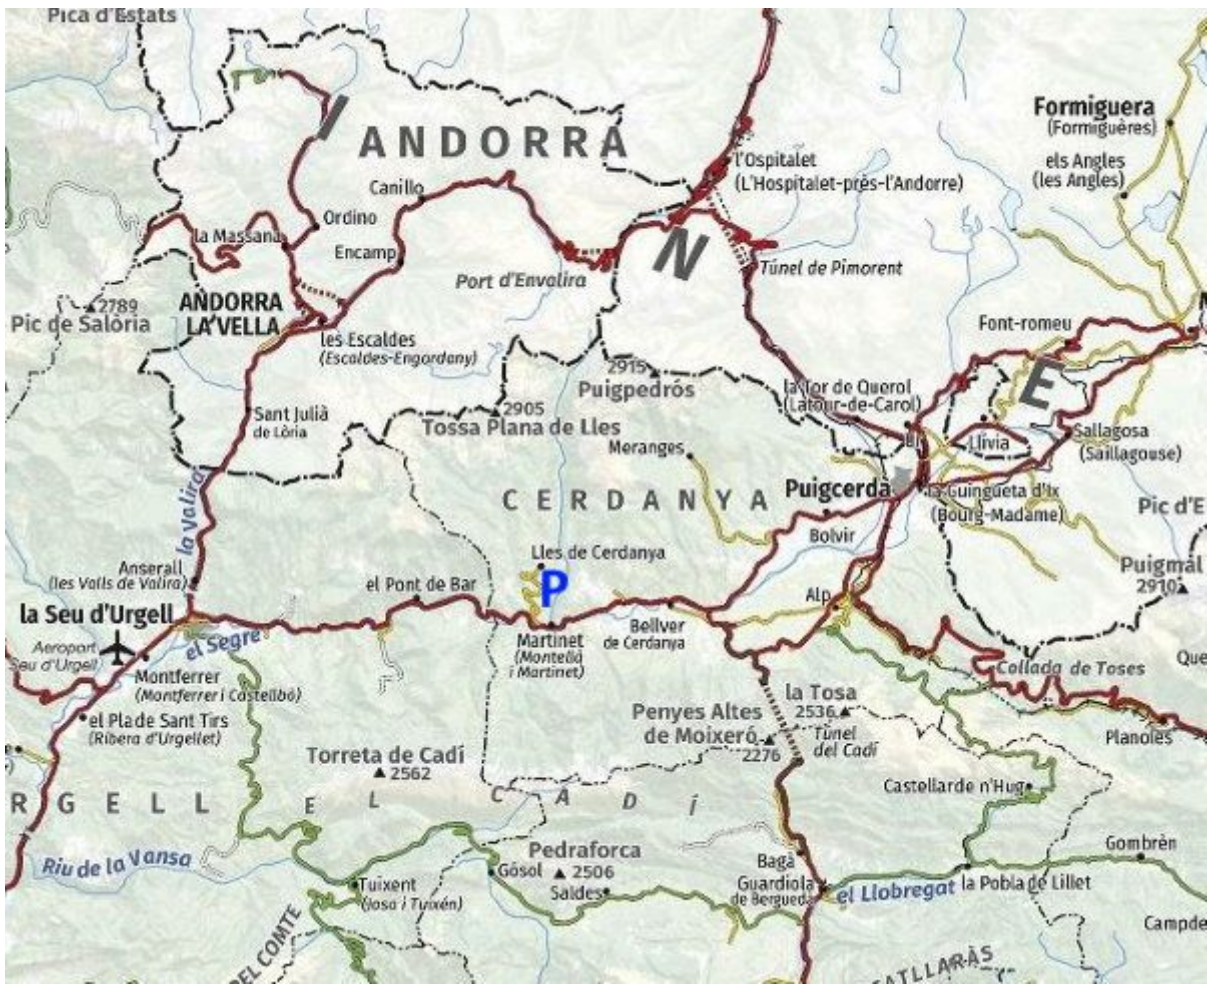 Pica d'Estats
I
ANDORRA
Formiguera
(Formiguères)
l'Ospitalet
(L'Hospitalet-près-l'Andorre)
els Angles
(les Angles)
Canillo
Ordino
la Massana
Encamp
N
Port d'Envalira
Túnel de Pimorent
2789
Pic de Salòria
ANDORRA
LA VELLA
les Escaldes
(Escaldes-Engordany)
Font-romeu
2915
Puigpedrós
la Tor de Querol
(Latour-de-Carol)
E
Sant Julià
de Lòria
2905
Tossa Plana de Lles
Meranges
Ur
Llívia
Sallagosa
(Saillagouse)
la Valira
CERDANYA
Puigcerdà
la Guingueta d'Ix
(Bourg-Madame)
Pic d'E
Bolvir
Anserall
(les Valls de Valira)
Lles de Cerdanya
P
el Pont de Bar
Puigmal
2910
la Seu d'Urgell
Alp
el Segre
Martinet
(Montellà
i Martinet)
Bellver
de Cerdanya
Aeroport
Seu d'Urgell
Montferrer
(Montferrer i Castellbò)
Collada de Toses
Que
el Pla de Sant Tirs
(Ribera d'Urgellet)
la Tosa
2536
Penyes Altes
de Moixeró
2276
Túnel
del Cadí
Planoles
Torreta de Cadí
2562
Castellar de n'Hug
RGELL
EL CADÍ
Riu de la Vansa
Pedraforca
2506
Gósol
Saldes
Bagà
Guardiola
de Berguedà
Gombrèn
Tuixent
(Josa i Tuixén)
el Llobregat
la Pobla de Lillet
Campde
DEL COMTE
CATLLARÀS